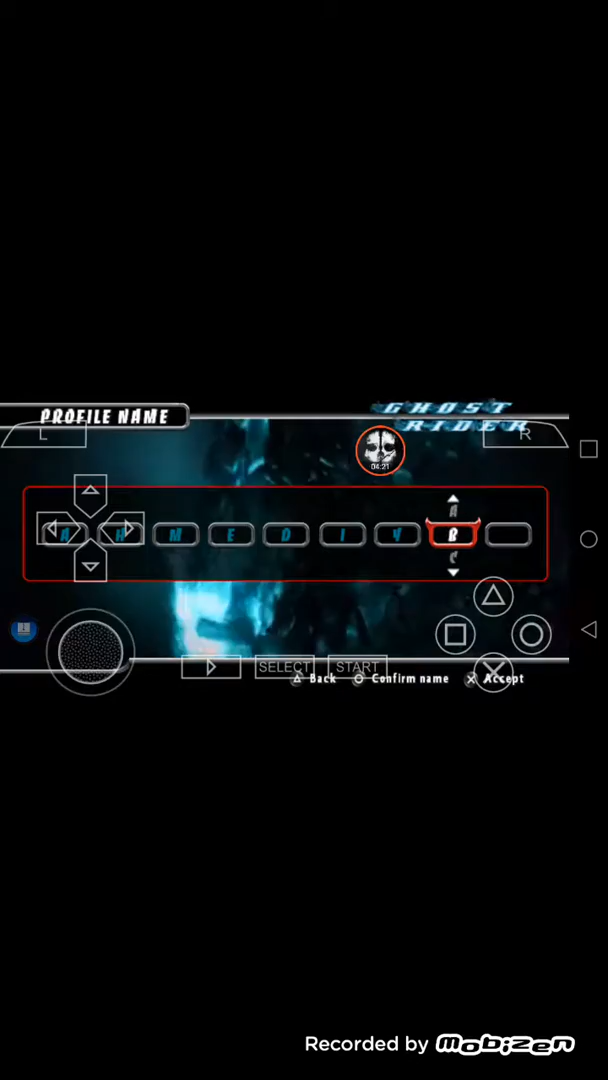 PROFILE NAME
GHOST
RIDER
L
R
04:21
A
A H M E D I Y B
C
SELECT START
Back Confirm name Accept
Recorded by mobizen